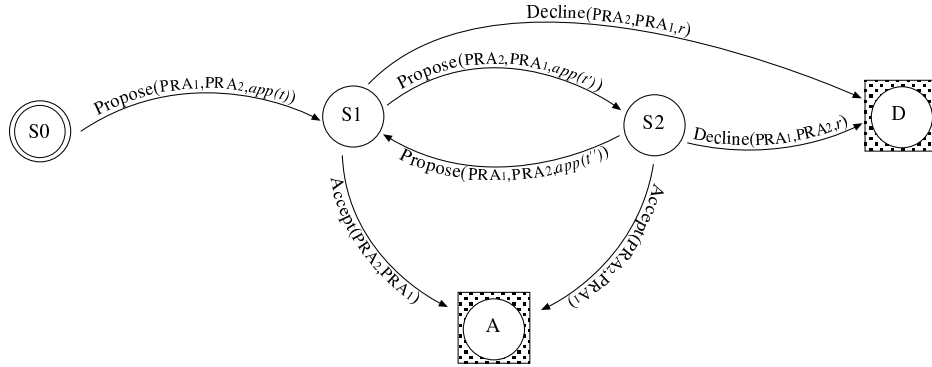 Decline(PRA2,PRA1,r)
Propose(PRA1,PRA2,app(t))
Propose(PRA2,PRA1,app(t'))
S0
S1
S2
D
Decline(PRA1,PRA2,r)
Propose(PRA1,PRA2,app(t''))
Accept(PRA2,PRA1)
Accept(PRA2,PRA1)
A